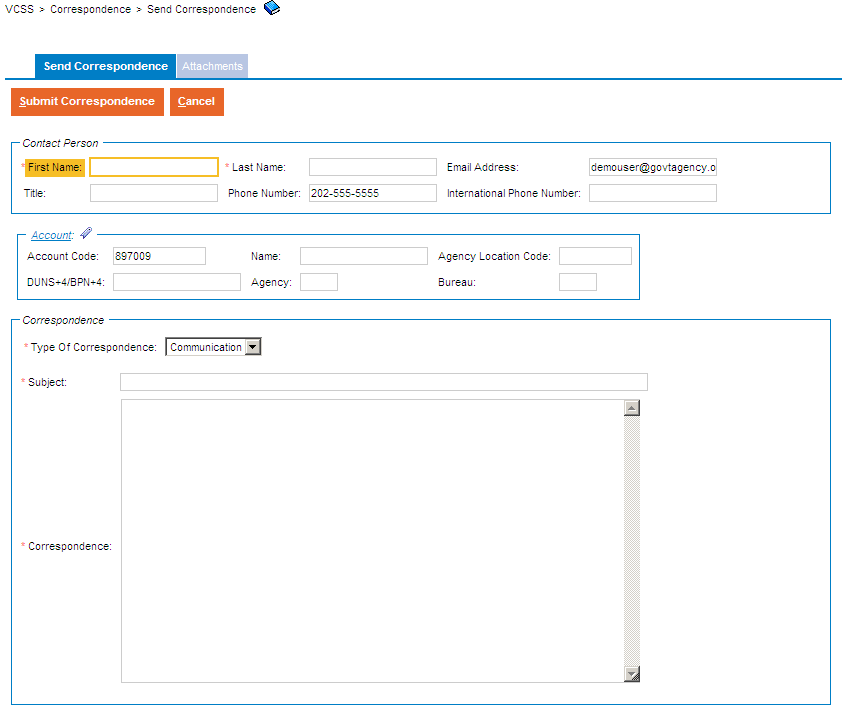 VCSS > Correspondence > Send Correspondence
Send Correspondence Attachments
Submit Correspondence Cancel
Contact Person
* First Name: * Last Name: Email Address: demouser@govtagency.o
Title: Phone Number: 202-555-5555 International Phone Number:
Account:
Account Code: 897009 Name: Agency Location Code:
DUNS+4/BPN+4: Agency: Bureau:
Correspondence
* Type Of Correspondence: Communication
* Subject:
* Correspondence: